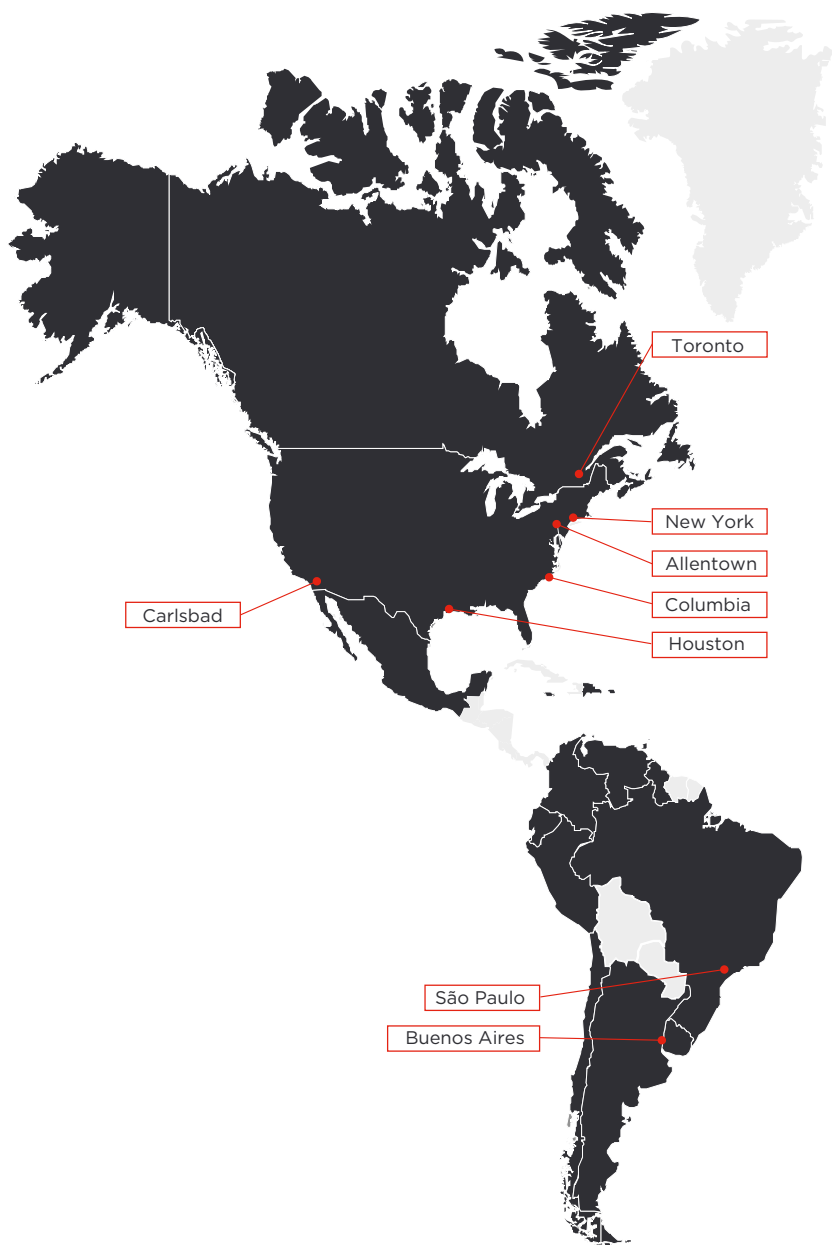 Toronto
New York
Allentown
Columbia
Carlsbad
Houston
São Paulo
Buenos Aires